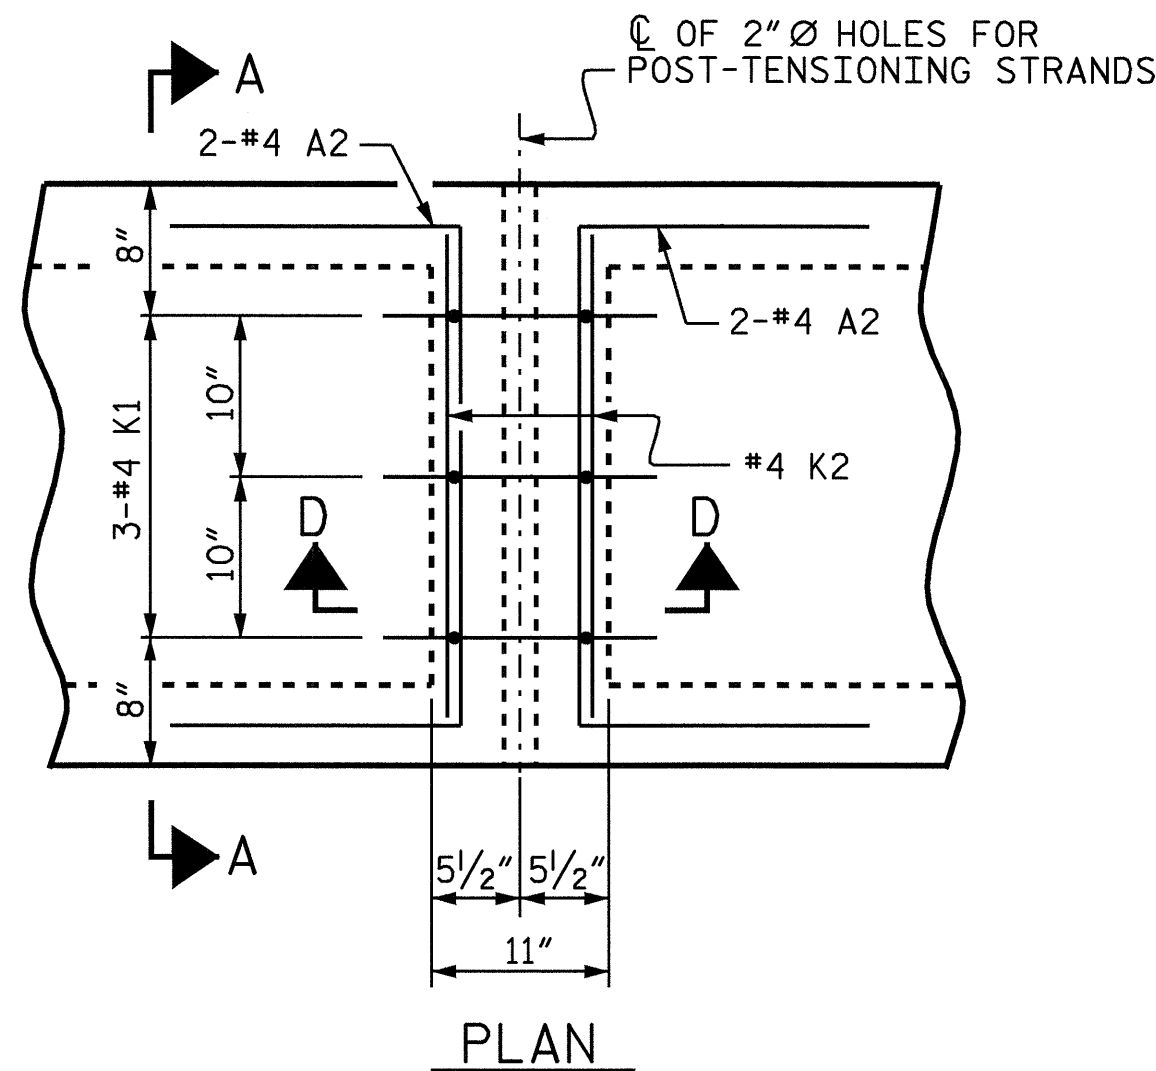 ℄ OF 2"Ø HOLES FOR
POST-TENSIONING STRANDS
A
2-#4 A2
8"
2-#4 A2
10"
3-#4 K1
#4 K2
D
D
10"
8"
A
5½"
5½"
11"
PLAN